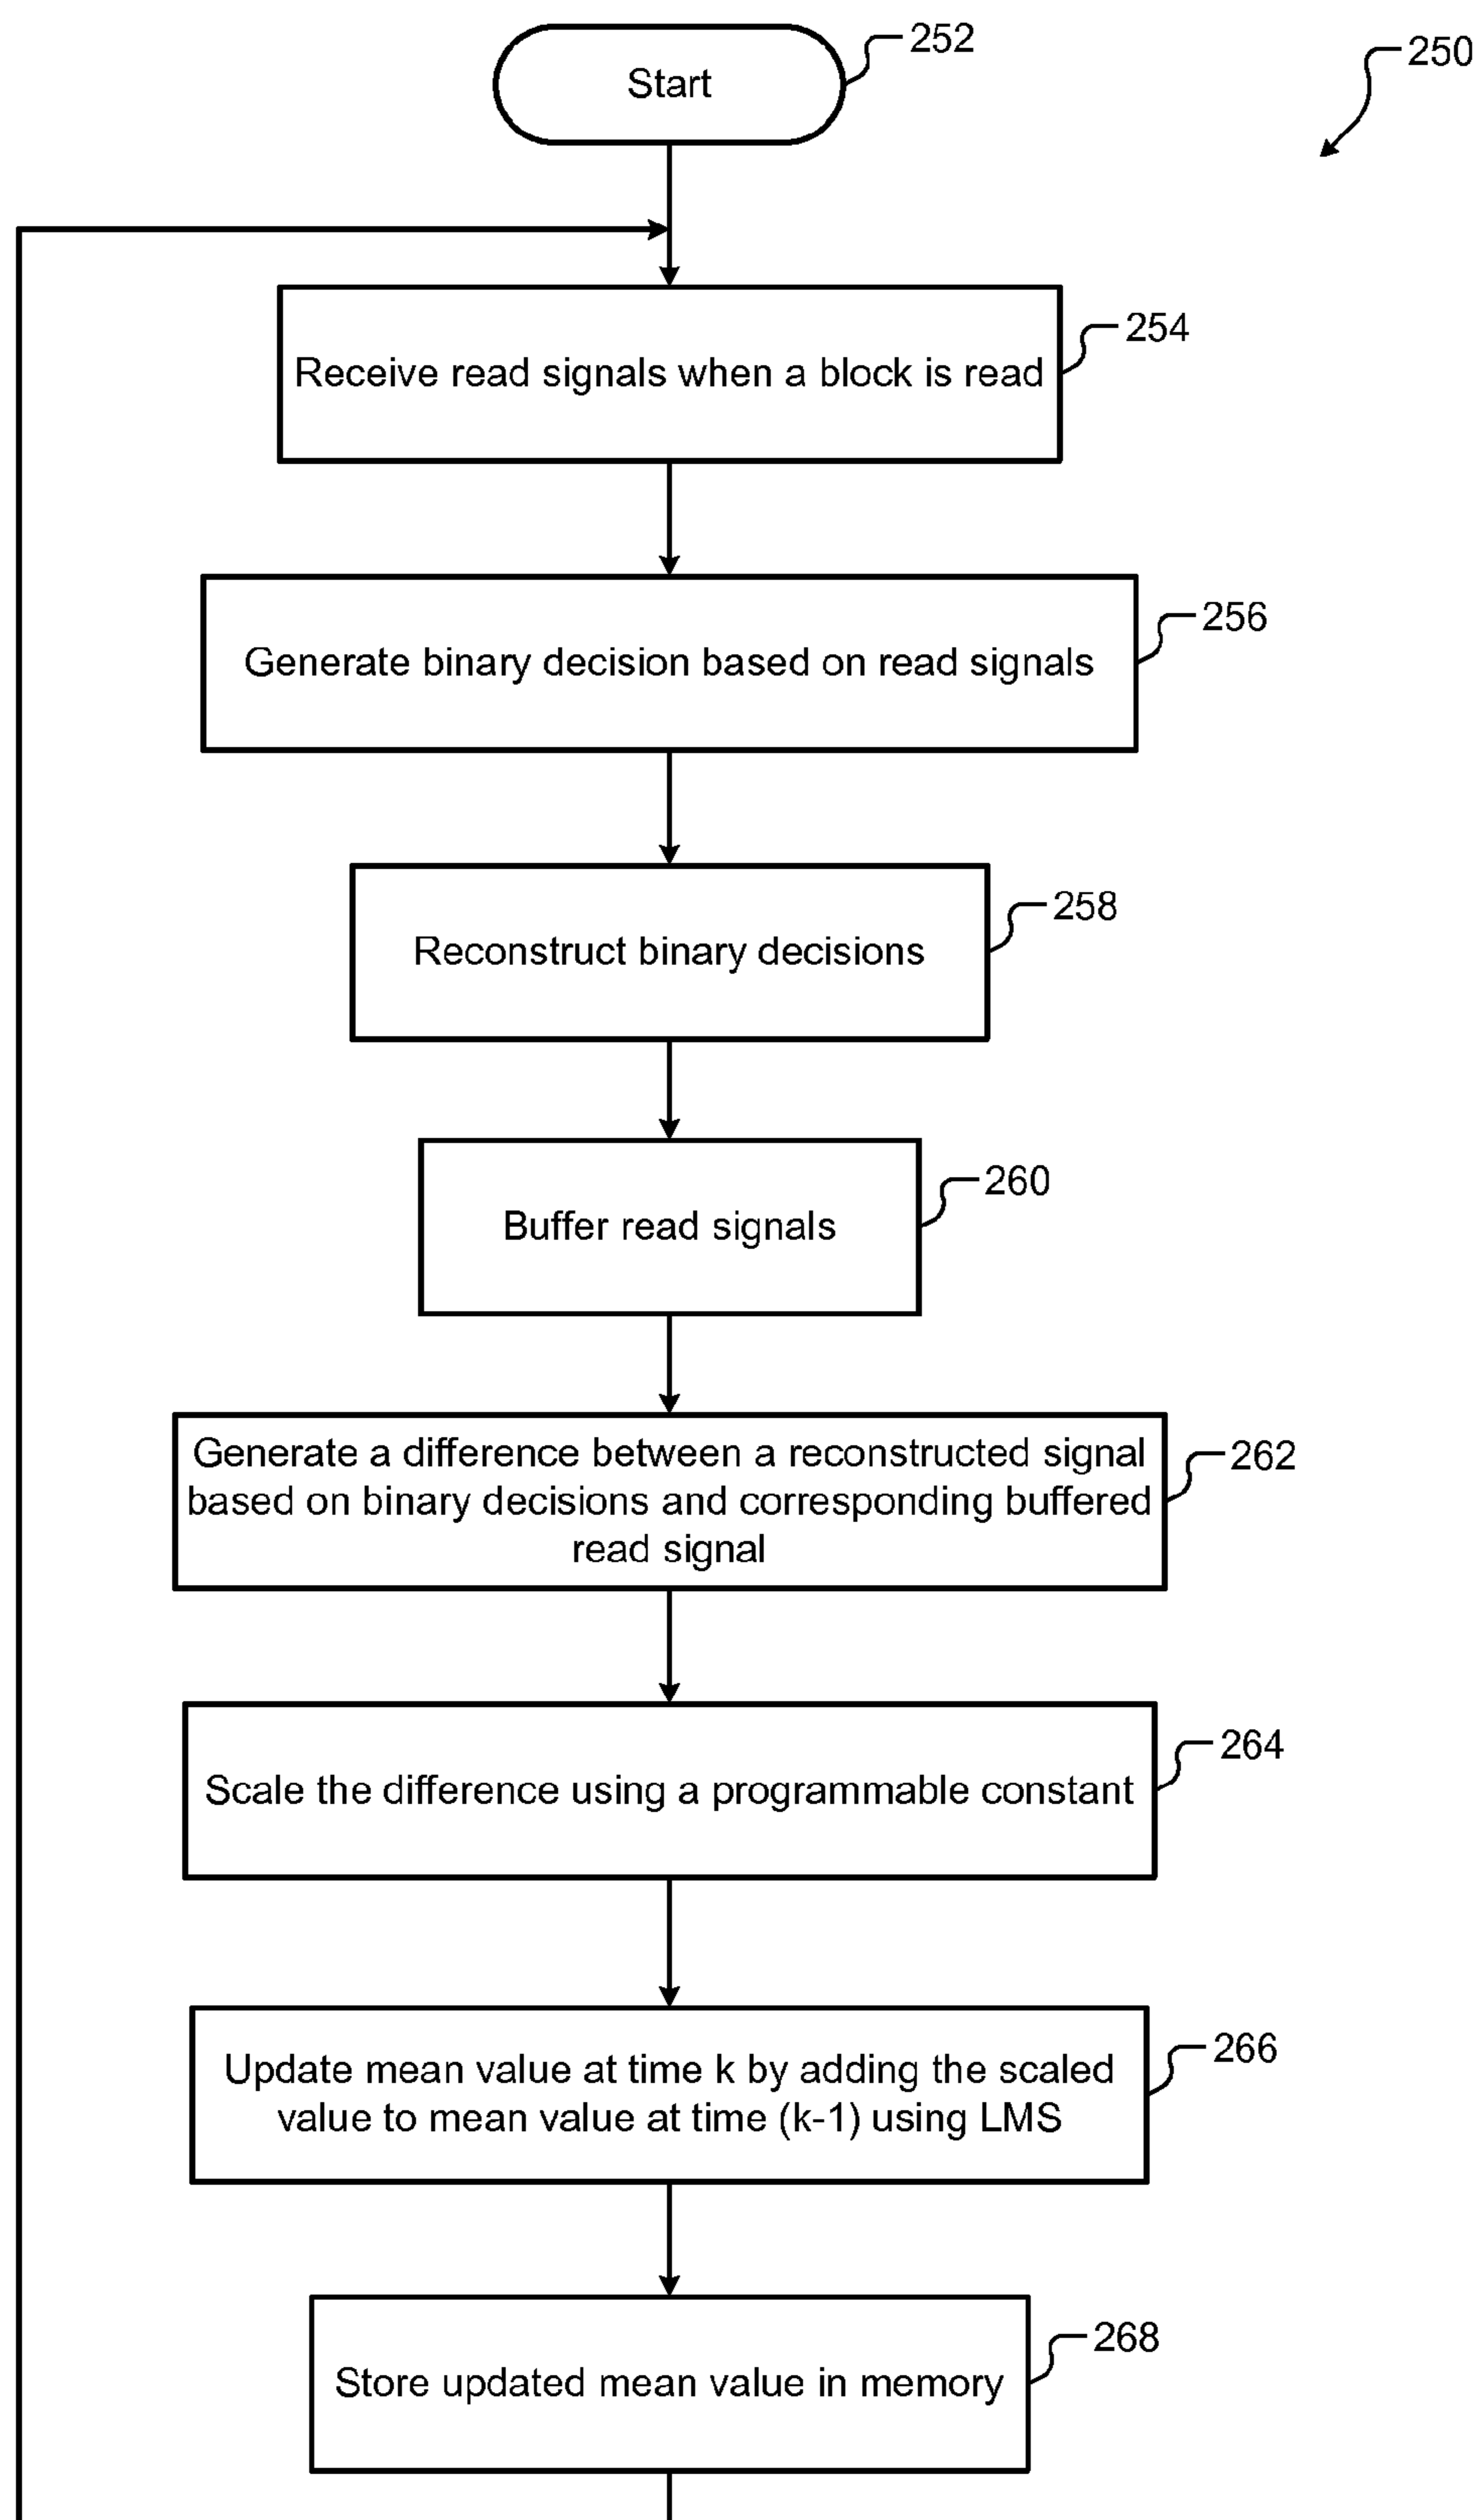 Start
252
250
Receive read signals when a block is read
254
Generate binary decision based on read signals
256
Reconstruct binary decisions
258
Buffer read signals
260
Generate a difference between a reconstructed signal
based on binary decisions and corresponding buffered
read signal
262
Scale the difference using a programmable constant
264
Update mean value at time k by adding the scaled
value to mean value at time (k-1) using LMS
266
Store updated mean value in memory
268